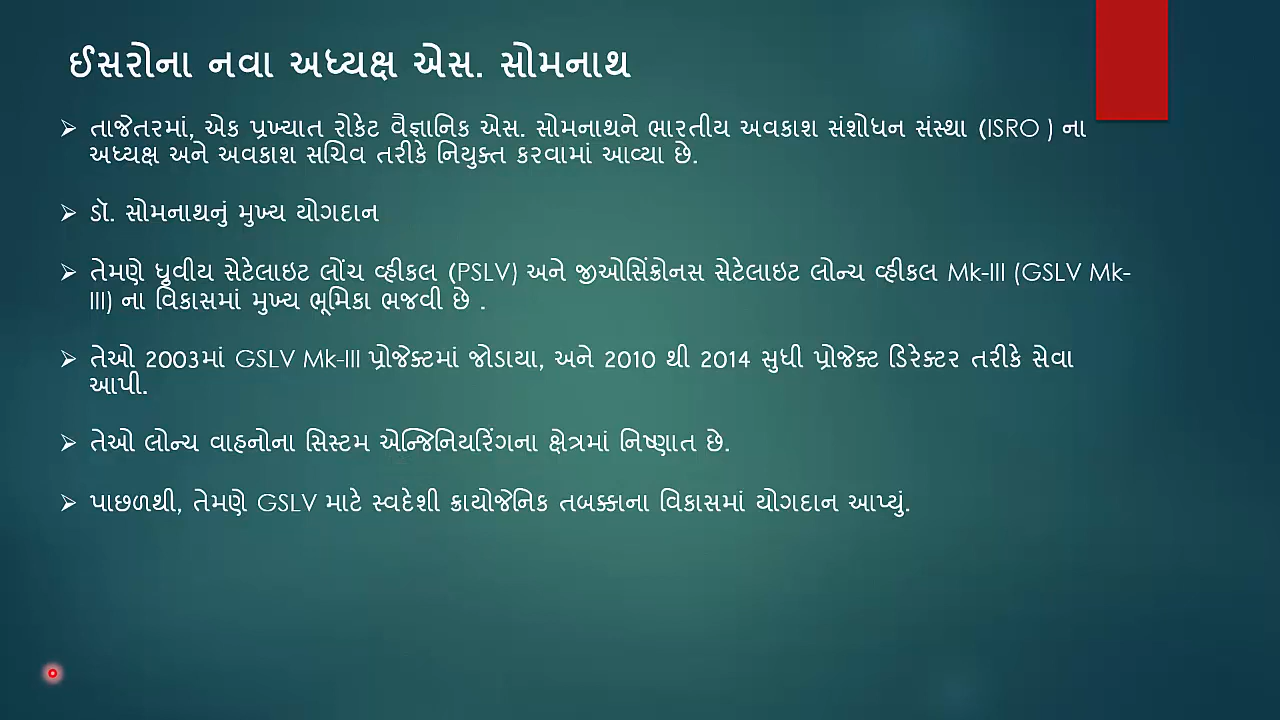 ઈસરોના નવા અધ્યક્ષ એસ. સોમનાથ
તાજેતરમાં, એક પ્રખ્યાત રોકેટ વૈજ્ઞાનિક એસ. સોમનાથને ભારતીય અવકાશ સંશોધન સંસ્થા (ISRO ) ના
અધ્યક્ષ અને અવકાશ સચિવ તરીકે નિયુક્ત કરવામાં આવ્યા છે.
ડૉ. સોમનાથનું મુખ્ય યોગદાન
તેમણે ધ્રુવીય સેટેલાઇટ લોંચ વ્હીકલ (PSLV) અને જીઓસિંક્રોનસ સેટેલાઇટ લોન્ચ વ્હીકલ Mk-III (GSLV Mk-
III) ના વિકાસમાં મુખ્ય ભૂમિકા ભજવી છે .
તેઓ 2003માં GSLV Mk-III પ્રોજેક્ટમાં જોડાયા, અને 2010 થી 2014 સુધી પ્રોજેક્ટ ડિરેક્ટર તરીકે સેવા
આપી.
તેઓ લોન્ચ વાહનોના સિસ્ટમ એન્જિનિયરિંગના ક્ષેત્રમાં નિષ્ણાત છે.
પાછળથી, તેમણે GSLV માટે સ્વદેશી ક્રાયોજેનિક તબક્કાના વિકાસમાં યોગદાન આપ્યું.